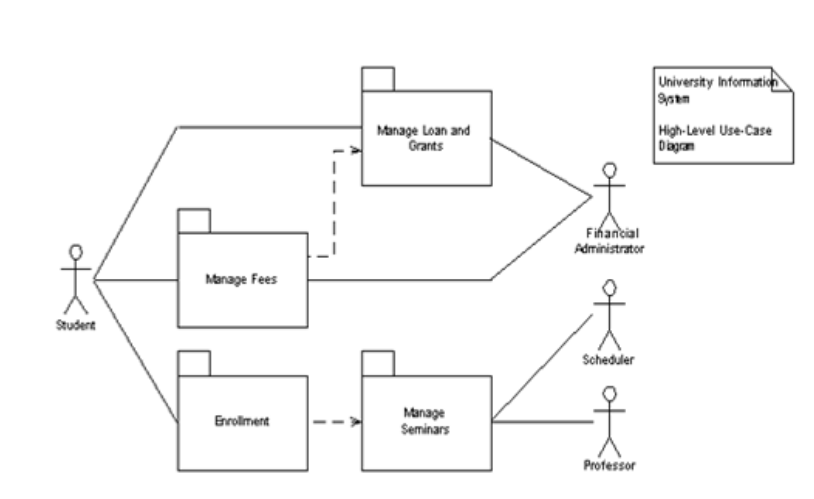 University Information
System
High-Level Use-Case
Diagram
Manage Loan and
Grants
Financial
Administrator
Manage Fees
Student
Scheduler
Enrollment
Manage
Seminars
Professor